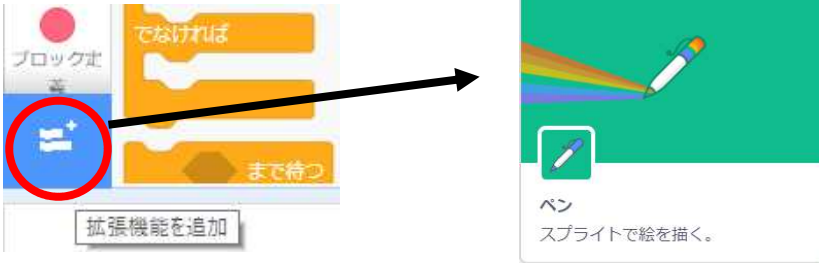 でなければ
ブロック定
義
まで待つ
拡張機能を追加
ペン
スプライトで絵を描く。